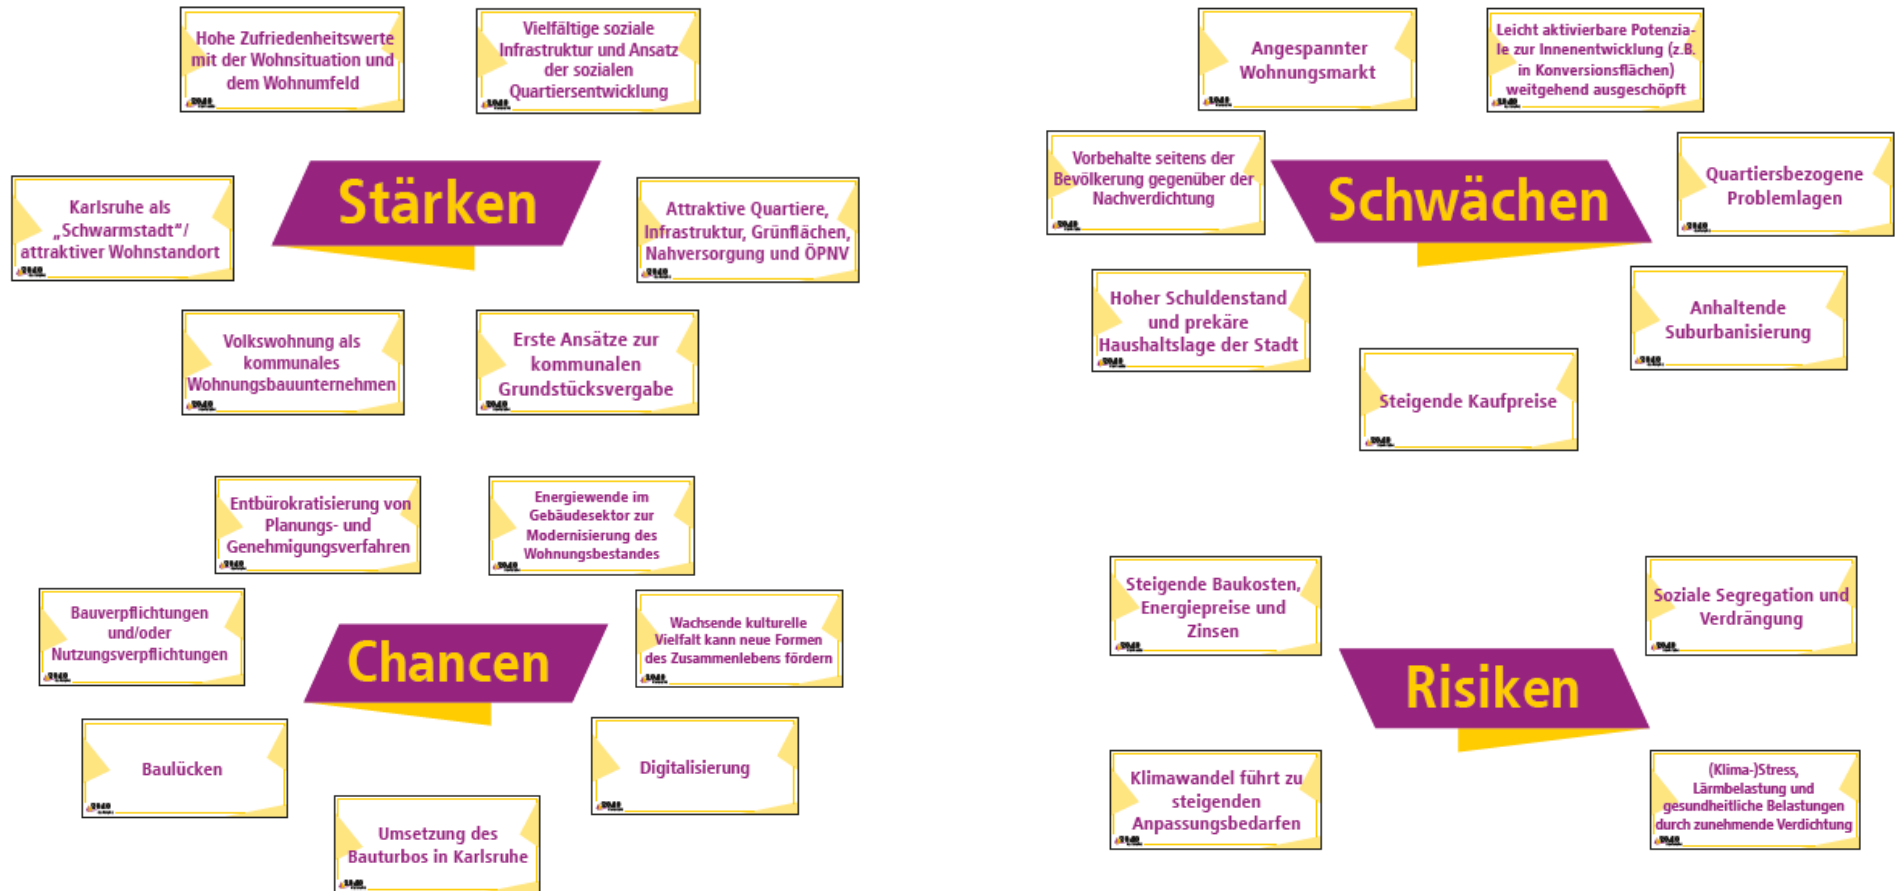 Hohe Zufriedenheitswerte
mit der Wohnsituation und
dem Wohnumfeld
Vielfältige soziale
Infrastruktur und Ansatz
der sozialen
Quartiersentwicklung
Karlsruhe als
„Schwarmstadt“/
attraktiver Wohnstandort
Stärken
Attraktive Quartiere,
Infrastruktur, Grünflächen,
Nahversorgung und ÖPNV
Volkswohnung als
kommunales
Wohnungsbauunternehmen
Erste Ansätze zur
kommunalen
Grundstücksvergabe
Angespannter
Wohnungsmarkt
Leicht aktivierbare Potenzia-
le zur Innenentwicklung (z.B.
in Konversionsflächen)
weitgehend ausgeschöpft
Vorbehalte seitens der
Bevölkerung gegenüber der
Nachverdichtung
Schwächen
Quartiersbezogene
Problemlagen
Hoher Schuldenstand
und prekäre
Haushaltslage der Stadt
Anhaltende
Suburbanisierung
Steigende Kaufpreise
Entbürokratisierung von
Planungs- und
Genehmigungsverfahren
Energiewende im
Gebäudesektor zur
Modernisierung des
Wohnungsbestandes
Bauverpflichtungen
und/oder
Nutzungsverpflichtungen
Chancen
Wachsende kulturelle
Vielfalt kann neue Formen
des Zusammenlebens fördern
Baulücken
Digitalisierung
Umsetzung des
Bauturbos in Karlsruhe
Steigende Baukosten,
Energiepreise und
Zinsen
Soziale Segregation und
Verdrängung
Risiken
Klimawandel führt zu
steigenden
Anpassungsbedarfen
(Klima-)Stress,
Lärmbelastung und
gesundheitliche Belastungen
durch zunehmende Verdichtung